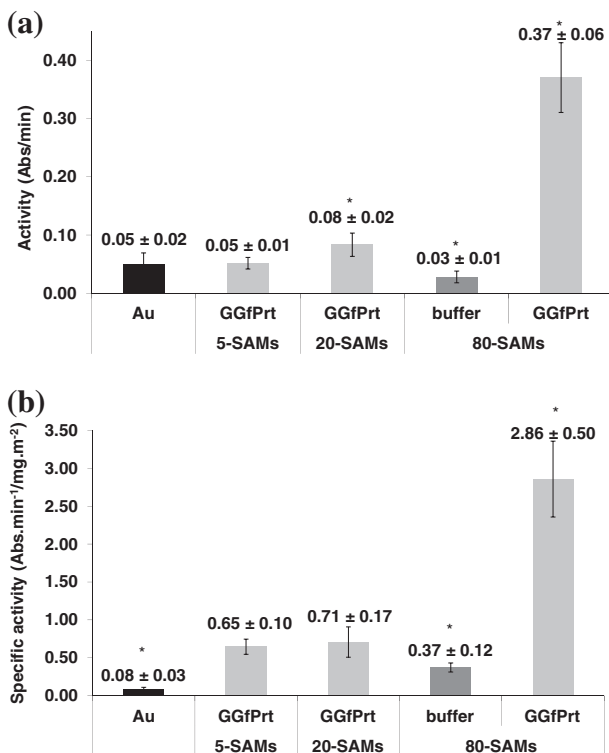 (a)
Activity (Abs/min)
0.40
0.30
0.20
0.10
0.00
0.05 ± 0.02
0.05 ± 0.01
*
0.08 ± 0.02
*
0.03 ± 0.01
*
0.37 ± 0.06
Au GGfPrt GGfPrt buffer GGfPrt
5-SAMs 20-SAMs 80-SAMs
(b)
Specific activity (Abs.min⁻¹/mg.m⁻²)
3.50
3.00
2.50
2.00
1.50
1.00
0.50
0.00
*
0.08 ± 0.03
0.65 ± 0.10
0.71 ± 0.17
*
0.37 ± 0.12
*
2.86 ± 0.50
Au GGfPrt GGfPrt buffer GGfPrt
5-SAMs 20-SAMs 80-SAMs